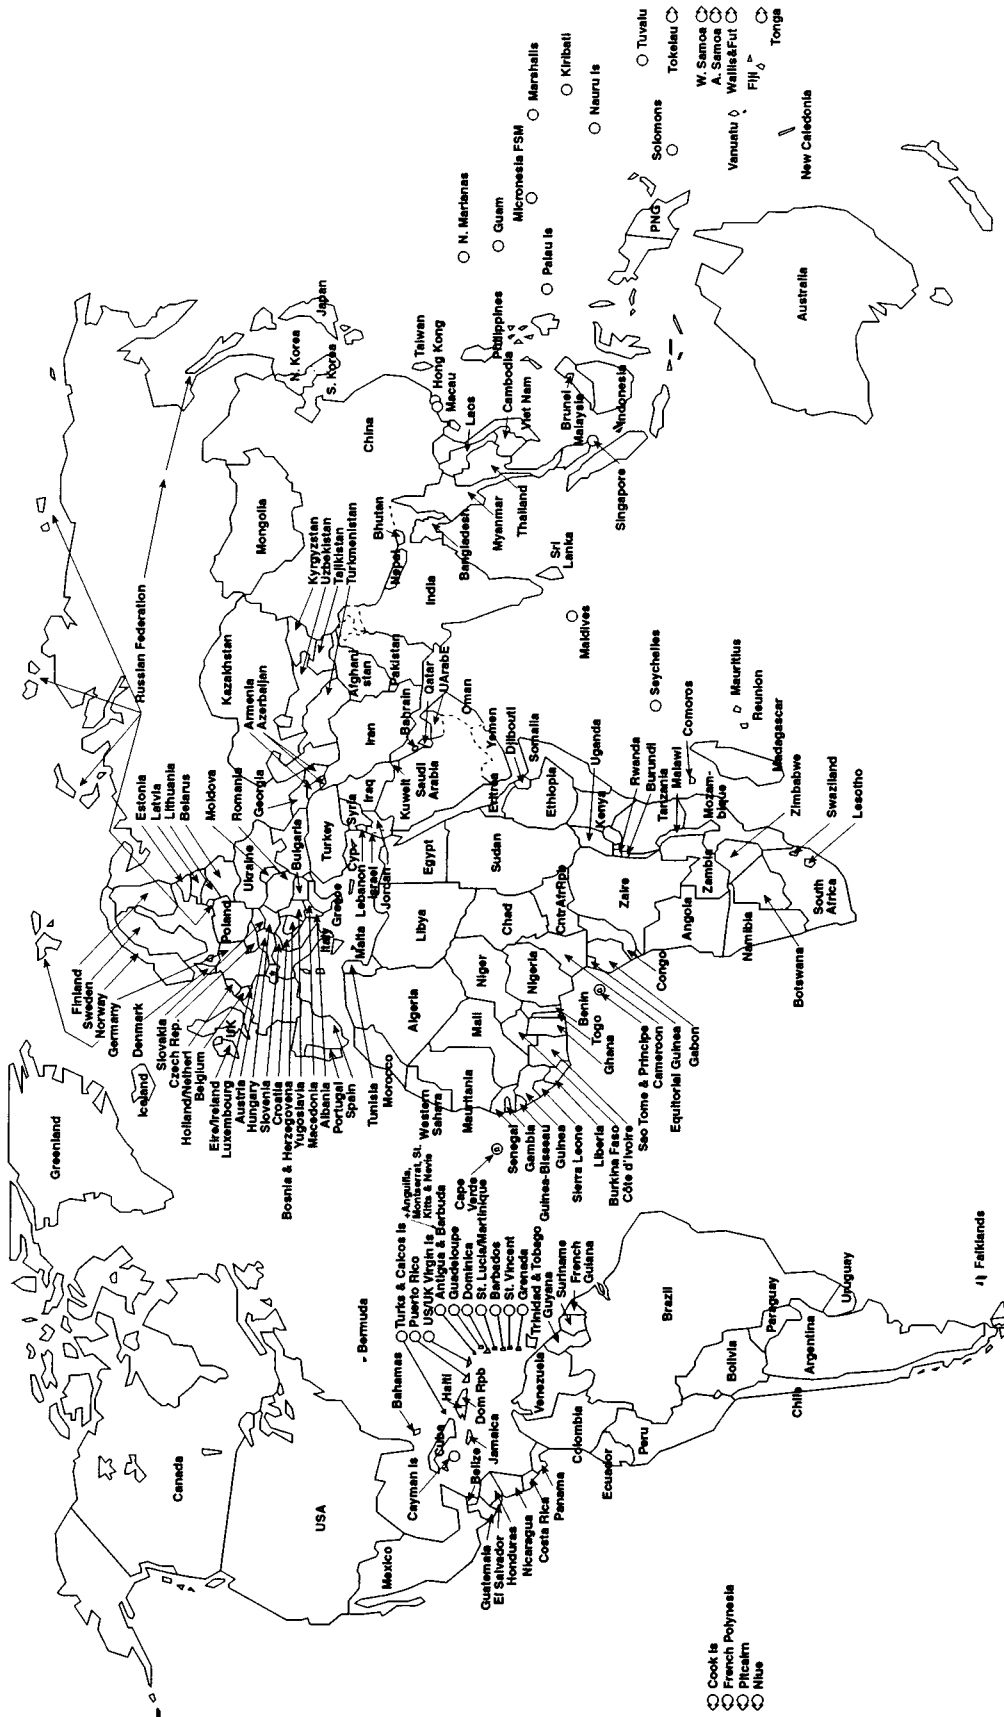 Greenland
Canada
USA
Mexico
Bermuda
Bahamas
Cayman Is
Cuba
Belize
Jamaica
Haiti
Dom Rpb
Guatemala
El Salvador
Honduras
Nicaragua
Costa Rica
Panama
Turks & Caicos Is
Puerto Rico
US/UK Virgin Is
+Anguilla,
Montserrat, St.
Kitts & Nevis
Antigua & Barbuda
Guadeloupe
Dominica
St. Lucia/Martinique
Barbados
St. Vincent
Grenada
Trinidad & Tobago
Guyana
Suriname
French
Guiana
Venezuela
Colombia
Ecuador
Peru
Brazil
Bolivia
Paraguay
Uruguay
Argentina
Chile
Falklands
Cook Is
French Polynesia
Pitcairn
Niue
Iceland
Finland
Sweden
Norway
Germany
Denmark
Slovakia
Czech Rep.
Holland/Netherl
Belgium
UK
Eire/Ireland
Luxembourg
Austria
Hungary
Slovenia
Croatia
Bosnia & Herzegovena
Yugoslavia
Macedonia
Albania
Portugal
Spain
Tunisia
Morocco
Russian Federation
Estonia
Latvia
Lithuania
Belarus
Moldova
Romania
Georgia
Armenia
Azerbaijan
Poland
Ukraine
Bulgaria
Italy
Greece
Malta
Turkey
Cyp
Lebanon
Israel
Jordan
Syria
Iraq
Iran
Kuwait
Saudi
Arabia
Bahrain
Qatar
UArabE
Oman
Yemen
Kazakhstan
Kyrgyzstan
Uzbekistan
Tajikistan
Turkmenistan
Afghani
stan
Pakistan
India
Nepal
Bhutan
Bangladesh
Sri
Lanka
Maldives
Mongolia
China
N. Korea
S. Korea
Japan
Taiwan
Hong Kong
Macau
Laos
Myanmar
Thailand
Cambodia
Viet Nam
Philippines
Brunei
Malaysia
Indonesia
Singapore
Western
Sahara
Mauritania
Algeria
Libya
Egypt
Mali
Niger
Chad
Sudan
Eritrea
Djibouti
Somalia
Ethiopia
Cape
Verde
Senegal
Gambia
Guinea-Bisseau
Guinea
Sierra Leone
Liberia
Burkina Faso
Côte d'Ivoire
Ghana
Togo
Benin
Nigeria
Sao Tome & Principe
Cameroon
Equitorial Guinea
Gabon
Congo
CntrAfrRpb
Zaire
Uganda
Kenya
Rwanda
Burundi
Tanzania
Malawi
Mozam-
bique
Comoros
Seychelles
Mauritius
Reunion
Madagascar
Angola
Zambia
Zimbabwe
Namibia
Botswana
South
Africa
Swaziland
Lesotho
N. Marianas
Guam
Palau Is
Micronesia FSM
Marshalls
Kiribati
Nauru Is
PNG
Solomons
Tuvalu
Tokelau
W. Samoa
A. Samoa
Wallis&Fut
Fiji
Tonga
Vanuatu
New Caledonia
Australia